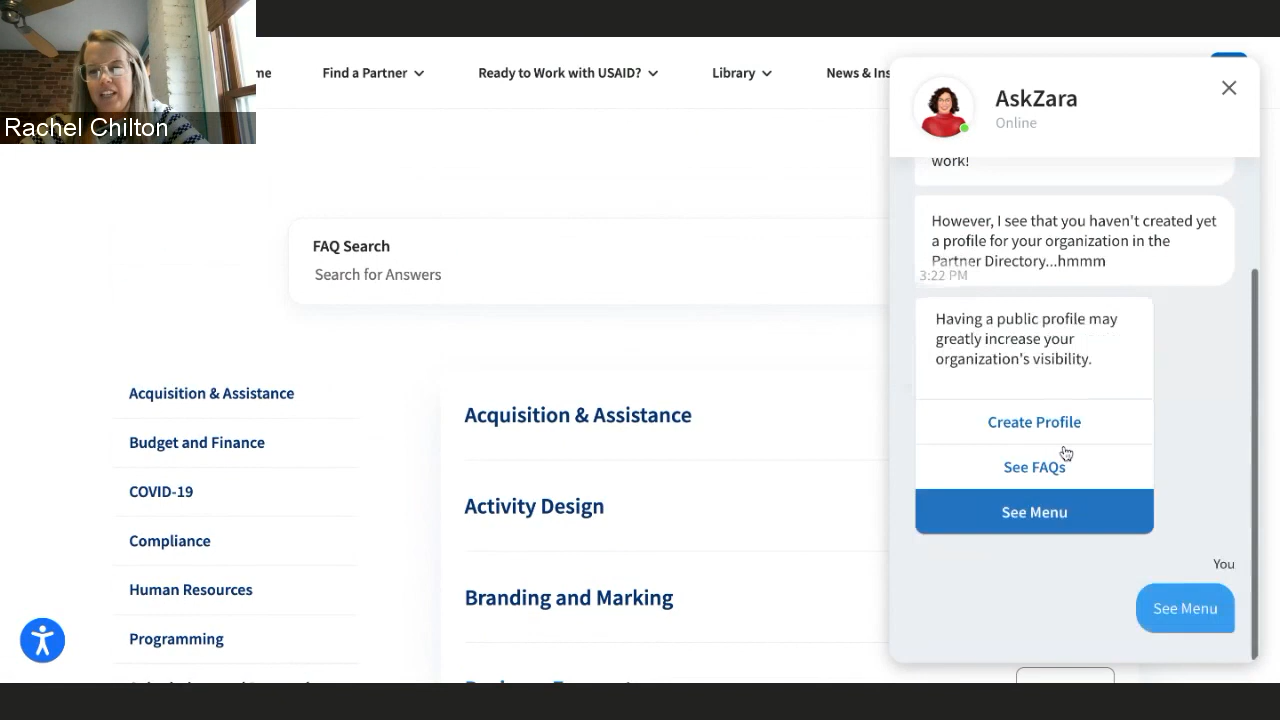 Rachel Chilton
me
Find a Partner
Ready to Work with USAID?
Library
News & Ins
AskZara
Online
work!
However, I see that you haven't created yet
a profile for your organization in the
Partner Directory...hmmm
3:22 PM
Having a public profile may
greatly increase your
organization's visibility.
Create Profile
See FAQs
See Menu
You
See Menu
FAQ Search
Search for Answers
Acquisition & Assistance
Budget and Finance
COVID-19
Compliance
Human Resources
Programming
Acquisition & Assistance
Activity Design
Branding and Marking